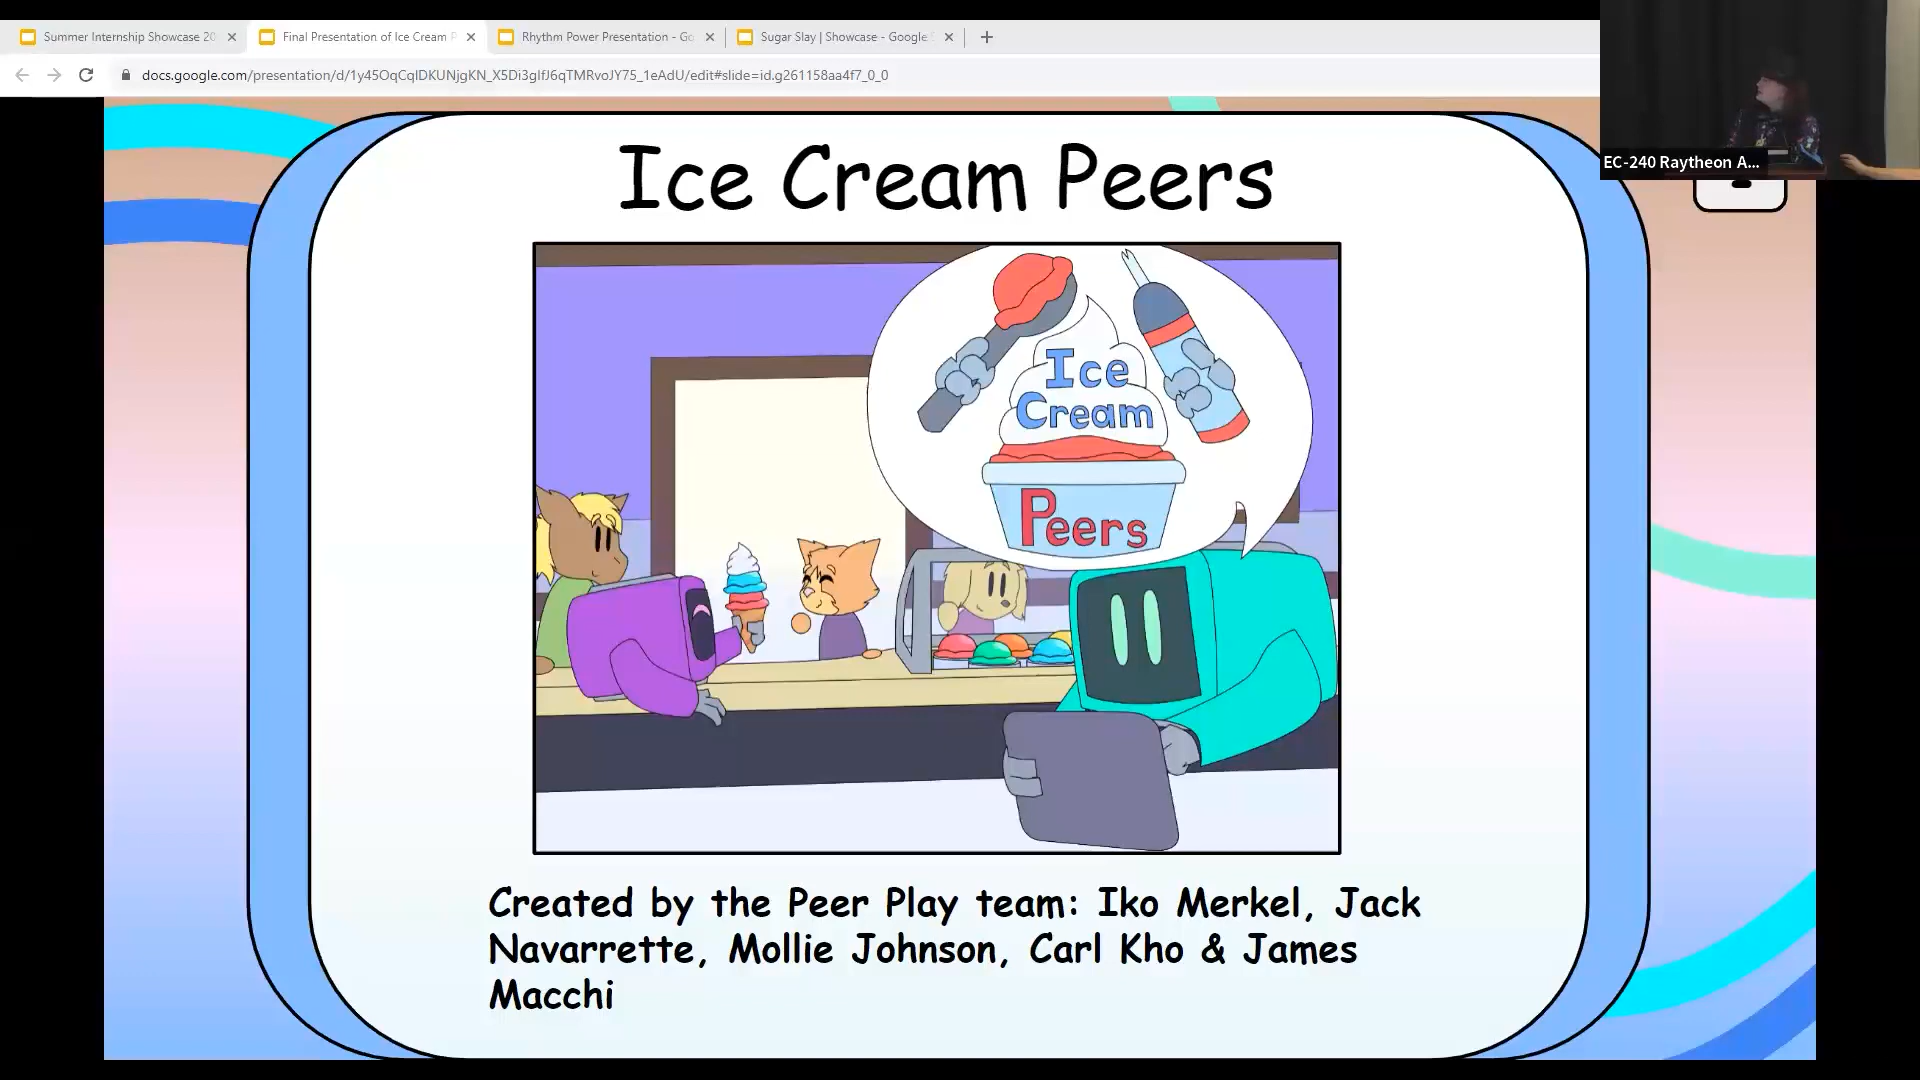 Summer Internship Showcase 20
Final Presentation of Ice Cream P
Rhythm Power Presentation - Go
Sugar Slay | Showcase - Google S
docs.google.com/presentation/d/1y45OqCqIDKUNjgKN_X5Di3gIfJ6qTMRvoJY75_1eAdU/edit#slide=id.g261158aa4f7_0_0
EC-240 Raytheon A...
Ice Cream Peers
Ice
Cream
Peers
Created by the Peer Play team: Iko Merkel, Jack
Navarrette, Mollie Johnson, Carl Kho & James
Macchi